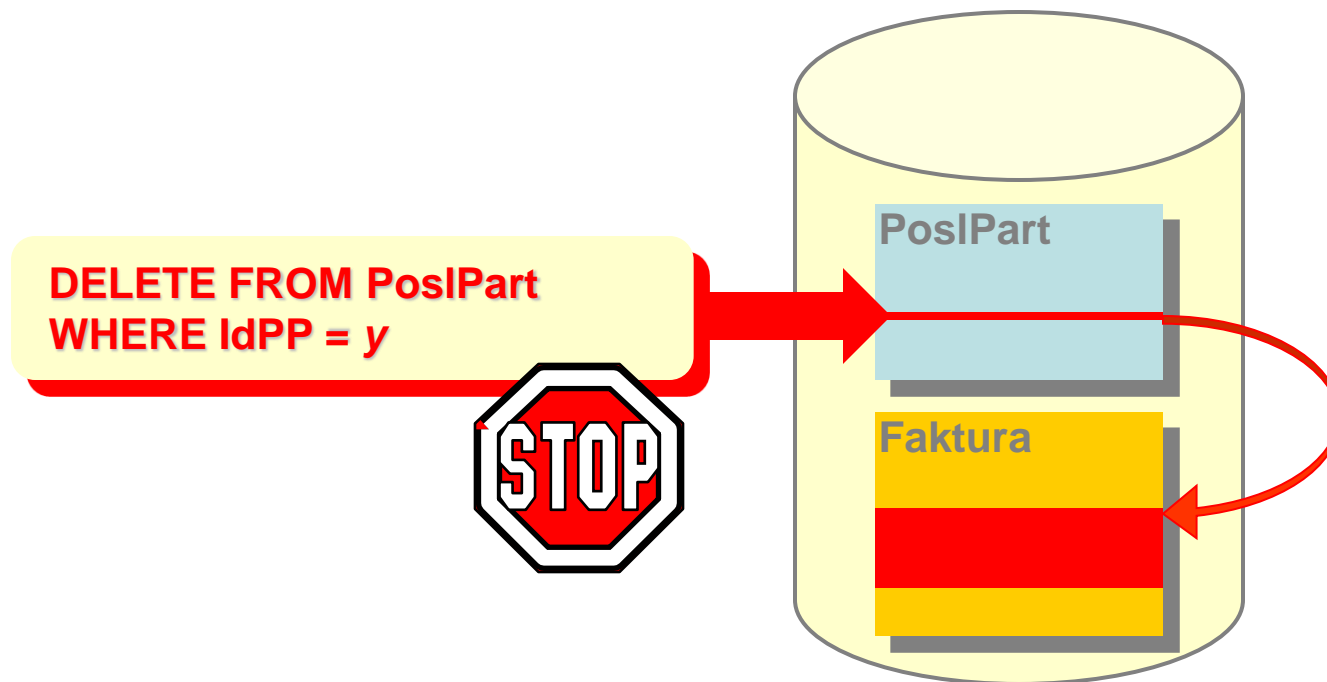 DELETE FROM PoslPart
WHERE IdPP = y
STOP
PoslPart
Faktura